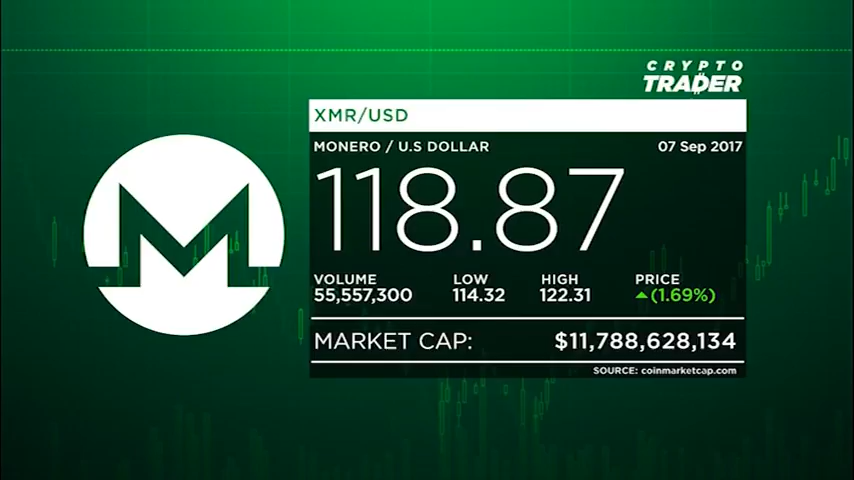 CRYPTO
TRADER
XMR/USD
MONERO / U.S DOLLAR 07 Sep 2017
118.87
VOLUME LOW HIGH PRICE
55,557,300 114.32 122.31 ▲(1.69%)
MARKET CAP: $11,788,628,134
SOURCE: coinmarketcap.com